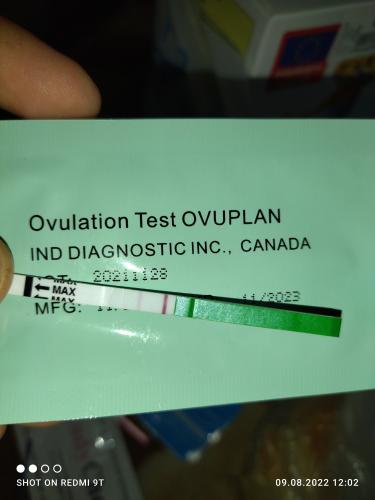 Ovulation Test OVUPLAN
IND DIAGNOSTIC INC., CANADA
20211128
MAX
MAX
11/2023
MFG:
SHOT ON REDMI 9T
09.08.2022 12:02